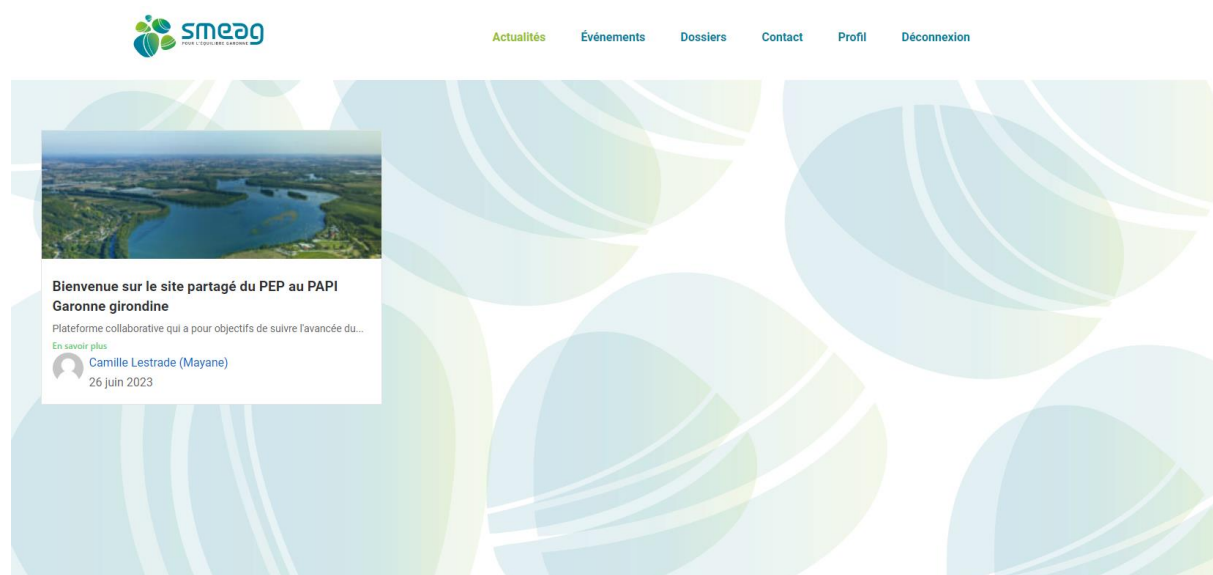 smeag
POUR L'ÉQUILIBRE GARONNE
Actualités Événements Dossiers Contact Profil Déconnexion
Bienvenue sur le site partagé du PEP au PAPI
Garonne girondine
Plateforme collaborative qui a pour objectifs de suivre l'avancée du...
En savoir plus
Camille Lestrade (Mayane)
26 juin 2023